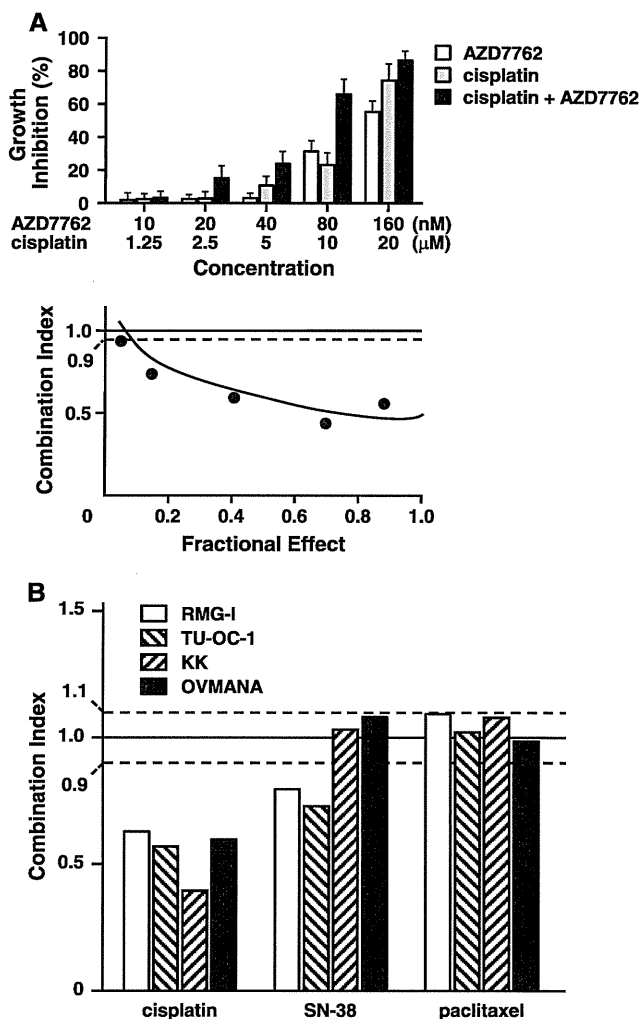 A
100
80
60
40
20
0
Growth
Inhibition (%)
AZD7762
cisplatin
cisplatin + AZD7762
AZD7762 10 20 40 80 160 (nM)
cisplatin 1.25 2.5 5 10 20 (μM)
Concentration
Combination Index
1.0
0.9
0.5
0 0.2 0.4 0.6 0.8 1.0
Fractional Effect
B
1.5
1.1
1.0
0.9
0.5
0
Combination Index
RMG-I
TU-OC-1
KK
OVMANA
cisplatin SN-38 paclitaxel